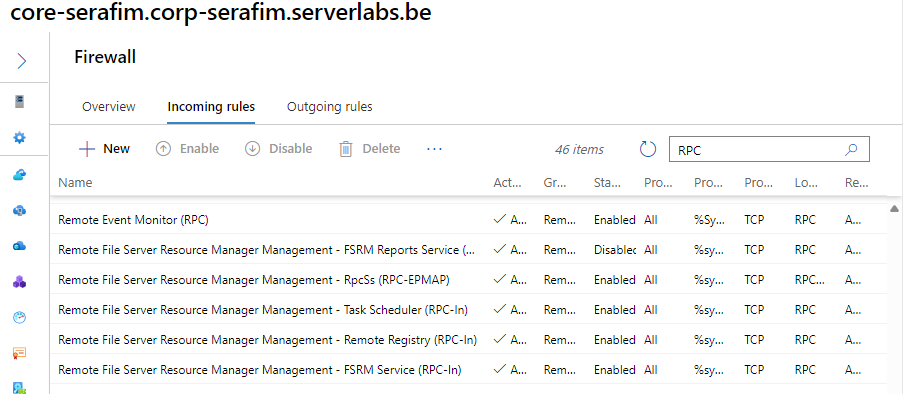 core-serafim.corp-serafim.serverlabs.be
Firewall
Overview Incoming rules Outgoing rules
New Enable Disable Delete ... 46 items RPC
Name Act... Gr... Sta... Pro... Pro... Pro... Lo... Re...
Remote Event Monitor (RPC) A... Rem... Enabled All %Sy... TCP RPC A...
Remote File Server Resource Manager Management - FSRM Reports Service (... A... Rem... Disabled All %sy... TCP RPC A...
Remote File Server Resource Manager Management - RpcSs (RPC-EPMAP) A... Rem... Enabled All %sy... TCP RPC... A...
Remote File Server Resource Manager Management - Task Scheduler (RPC-In) A... Rem... Enabled All %sy... TCP RPC A...
Remote File Server Resource Manager Management - Remote Registry (RPC-In) A... Rem... Enabled All %sy... TCP RPC A...
Remote File Server Resource Manager Management - FSRM Service (RPC-In) A... Rem... Enabled All %sy... TCP RPC A...